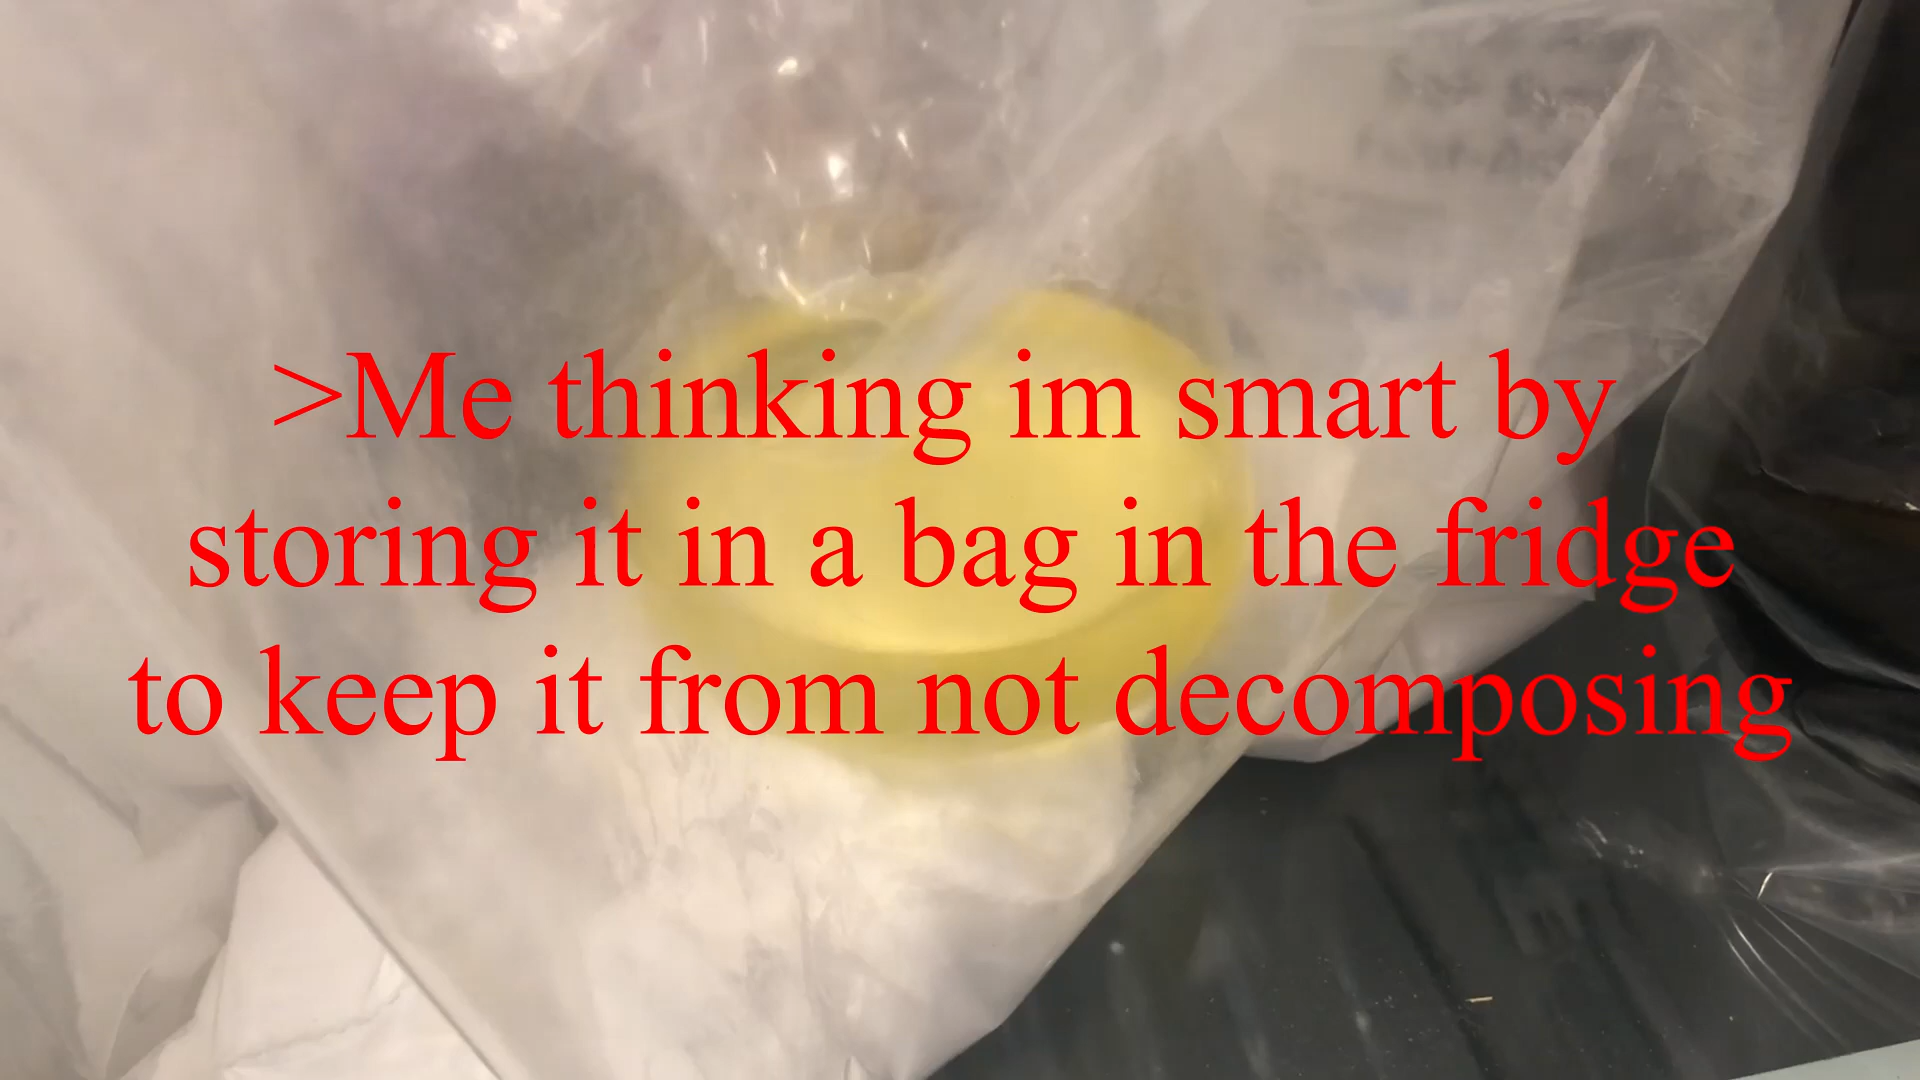 >Me thinking im smart by
storing it in a bag in the fridge
to keep it from not decomposing